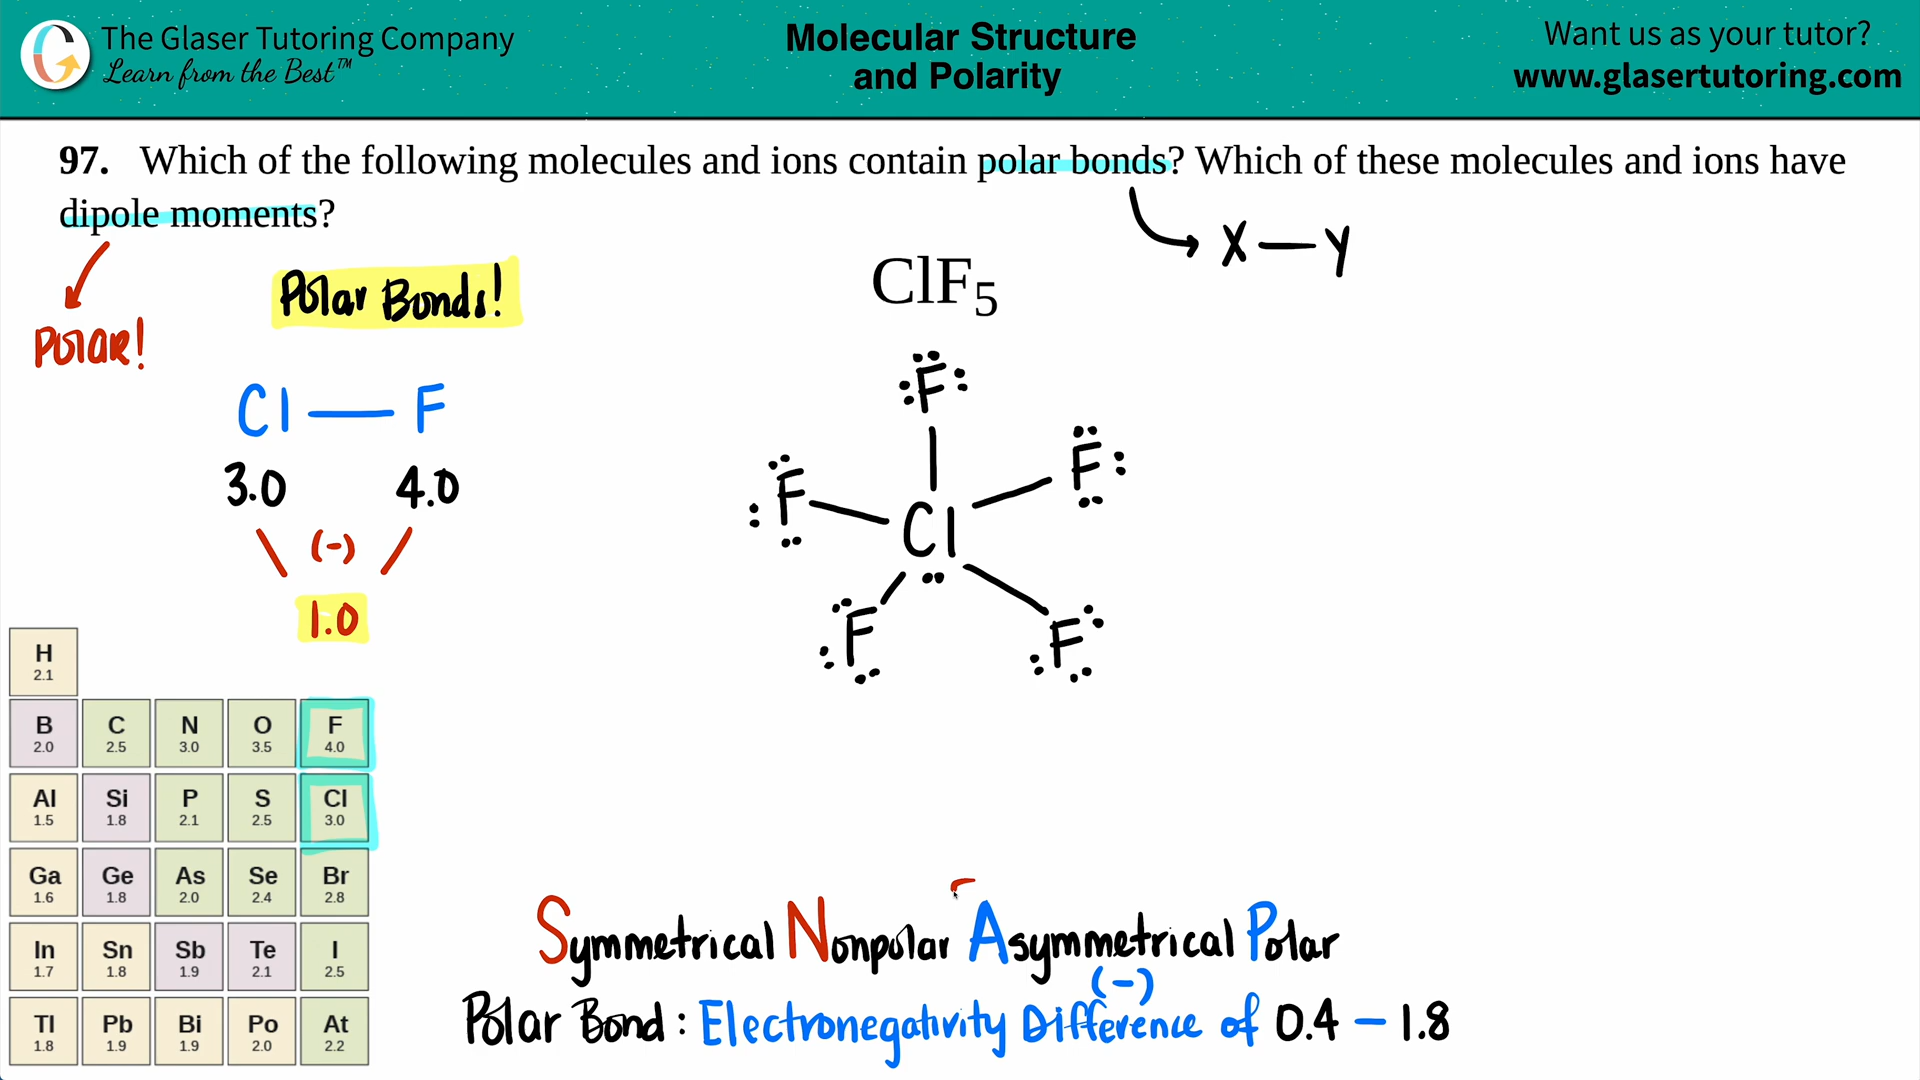 The Glaser Tutoring Company
Learn from the Best™
Molecular Structure
and Polarity
Want us as your tutor?
www.glasertutoring.com
97. Which of the following molecules and ions contain polar bonds? Which of these molecules and ions have
dipole moments?
X — Y
POLAR!
Polar Bonds!
ClF₅
Cl — F
3.0 4.0
(-)
1.0
F
F
F
Cl
F
F
H
2.1
B C N O F
2.0 2.5 3.0 3.5 4.0
Al Si P S Cl
1.5 1.8 2.1 2.5 3.0
Ga Ge As Se Br
1.6 1.8 2.0 2.4 2.8
In Sn Sb Te I
1.7 1.8 1.9 2.1 2.5
Tl Pb Bi Po At
1.8 1.9 1.9 2.0 2.2
Symmetrical Nonpolar Asymmetrical Polar
(-)
Polar Bond: Electronegativity Difference of 0.4 – 1.8